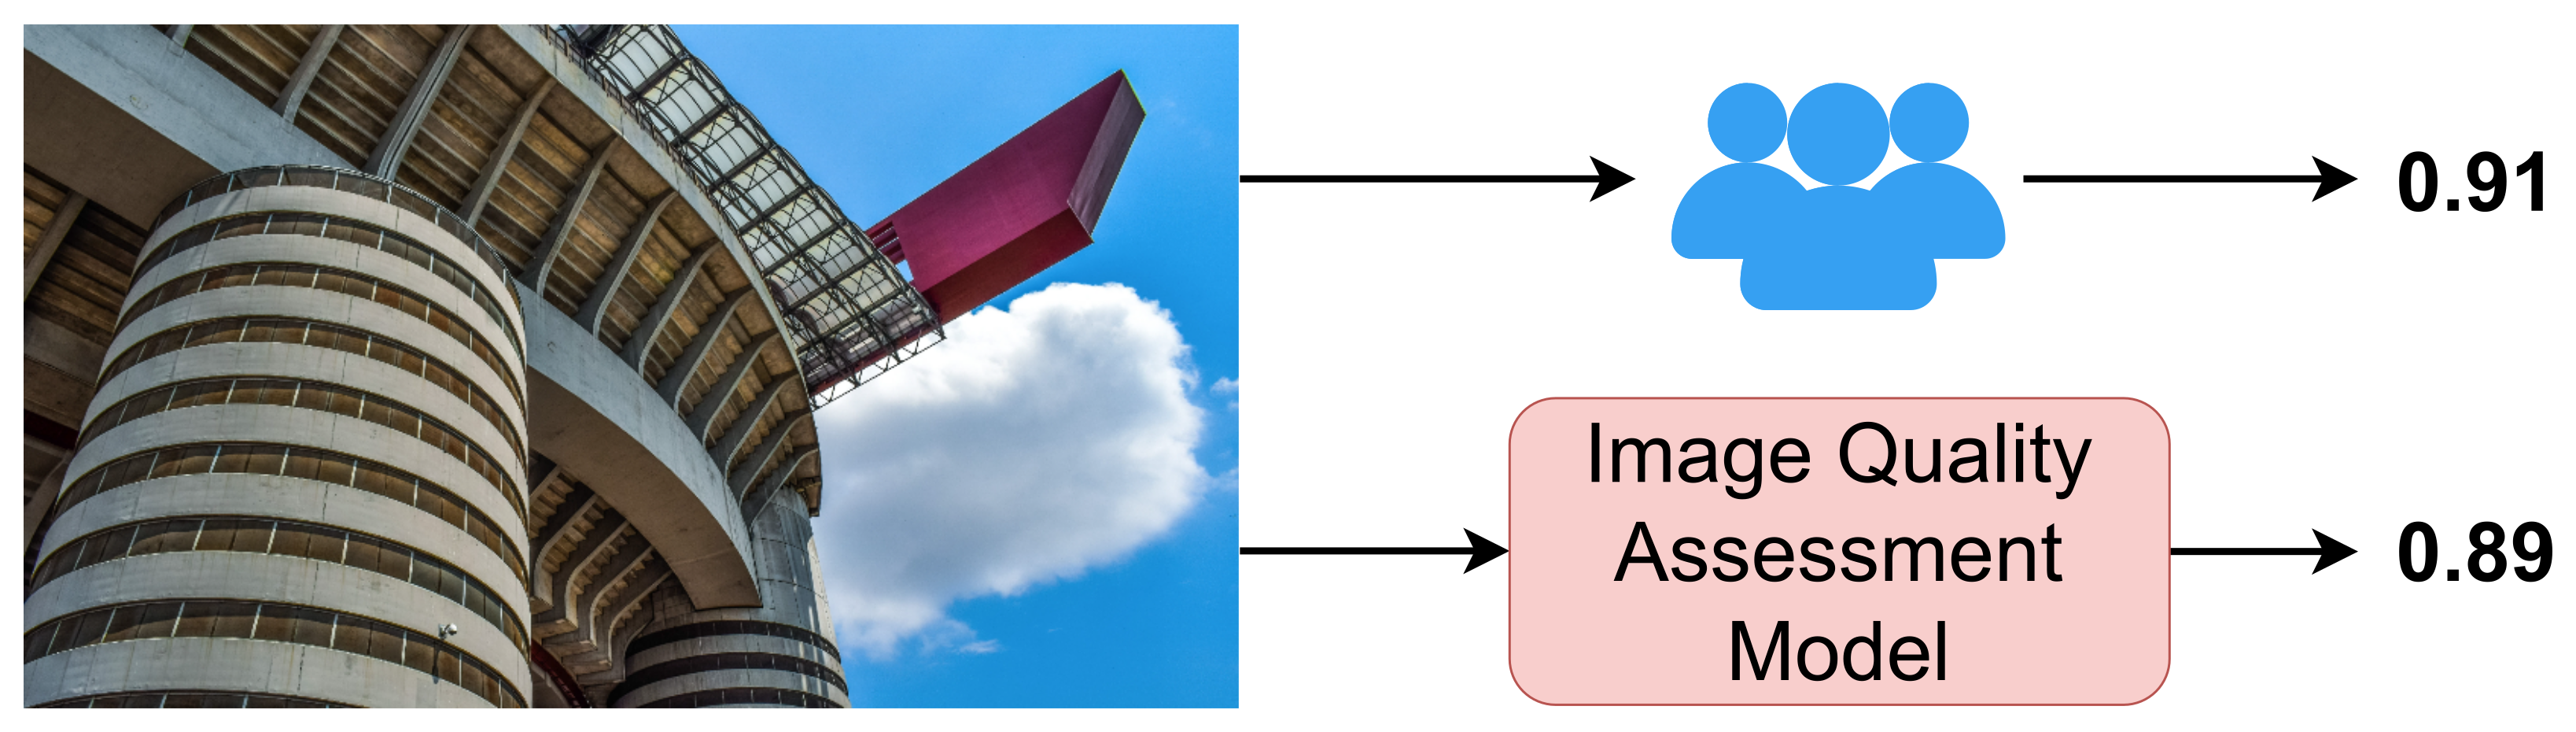 0.91
Image Quality
Assessment
Model
0.89